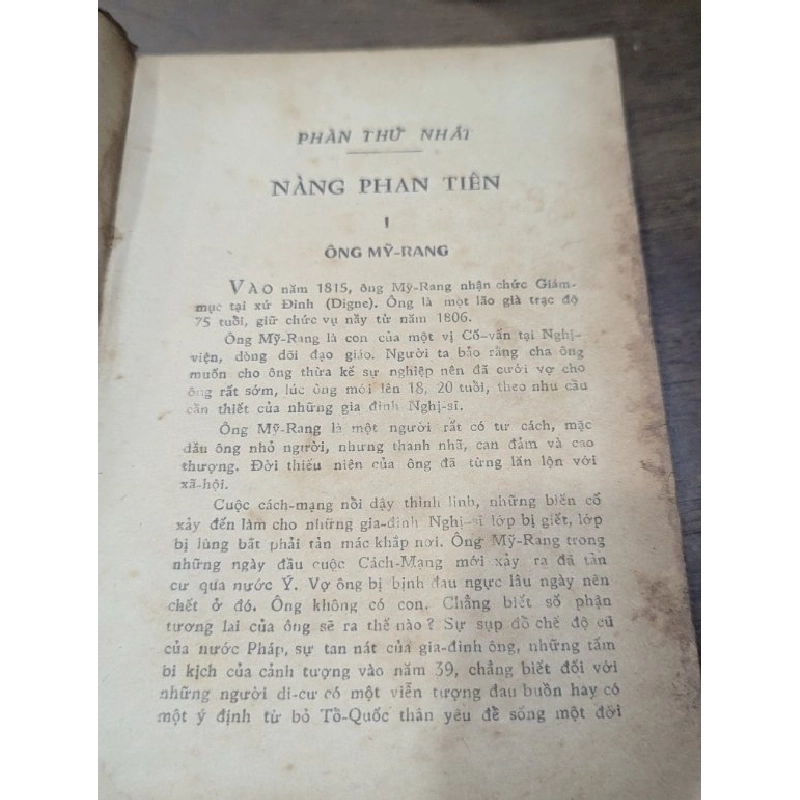 PHẦN THỨ NHẤT
NÀNG PHAN TIÊN
I
ÔNG MỸ-RANG
VÀO năm 1815, ông Mỹ-Rang nhận chức Giám-
mục tại xứ Đinh (Digne). Ông là một lão già trạc độ
75 tuổi, giữ chức vụ nầy từ năm 1806.
Ông Mỹ-Rang là con của một vị Cố-vấn tại Nghị-
viện, dòng dõi đạo giáo. Người ta bảo rằng cha ông
muốn cho ông thừa kế sự nghiệp nên đã cưới vợ cho
ông rất sớm, lúc ông mới lên 18, 20 tuổi, theo nhu cầu
cần thiết của những gia đình Nghị-sĩ.
Ông Mỹ-Rang là một người rất có tư cách, mặc
dầu ông nhỏ người, nhưng thanh nhã, can đảm và cao
thượng. Đời thiếu niên của ông đã từng lăn lộn với
xã-hội.
Cuộc cách-mạng nổi dậy thình lình, những biến cố
xảy đến làm cho những gia-đình Nghị-sĩ lớp bị giết, lớp
bị lùng bắt phải tản mác khắp nơi. Ông Mỹ-Rang trong
những ngày đầu cuộc Cách-Mạng mới xảy ra đã tản
cư qua nước Ý. Vợ ông bị bịnh đau ngực lâu ngày nên
chết ở đó. Ông không có con. Chẳng biết số phận
tương lai của ông sẽ ra thế nào? Sự sụp đổ chế độ cũ
của nước Pháp, sự tan nát của gia-đình ông, những tấm
bi kịch của cảnh tượng vào năm 39, chẳng biết đối với
những người di-cư có một viễn tượng đau buồn hay có
một ý định từ bỏ Tổ-Quốc thân yêu để sống một đời